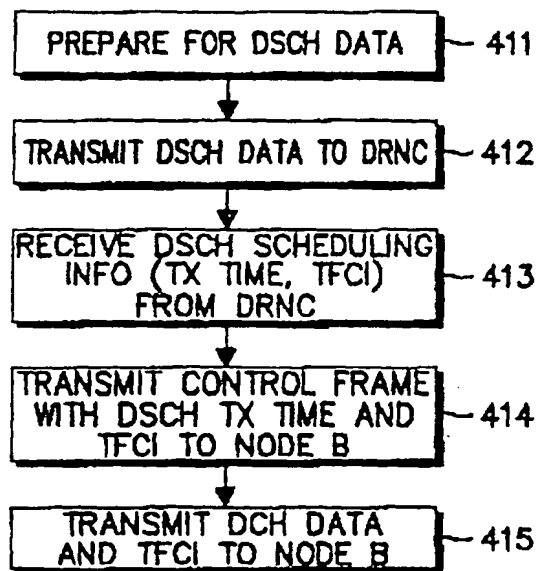 PREPARE FOR DSCH DATA 411
TRANSMIT DSCH DATA TO DRNC 412
RECEIVE DSCH SCHEDULING
INFO (TX TIME, TFCI) 413
FROM DRNC
TRANSMIT CONTROL FRAME
WITH DSCH TX TIME AND 414
TFCI TO NODE B
TRANSMIT DCH DATA
AND TFCI TO NODE B 415